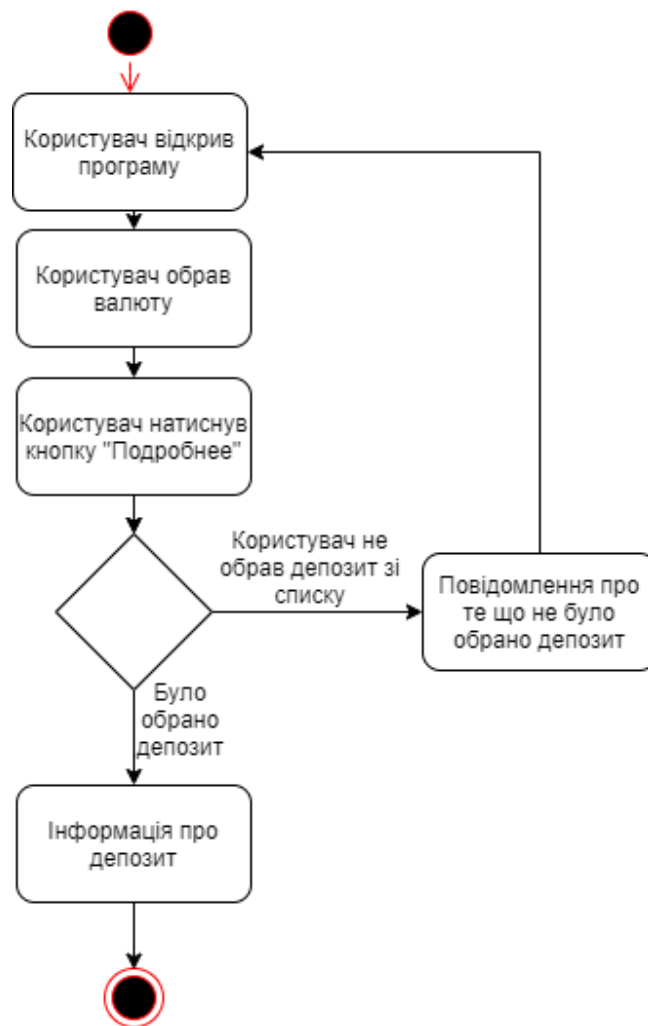 Користувач відкрив
програму
Користувач обрав
валюту
Користувач натиснув
кнопку "Подробнее"
Користувач не
обрав депозит зі
списку
Повідомлення про
те що не було
обрано депозит
Було
обрано
депозит
Інформація про
депозит